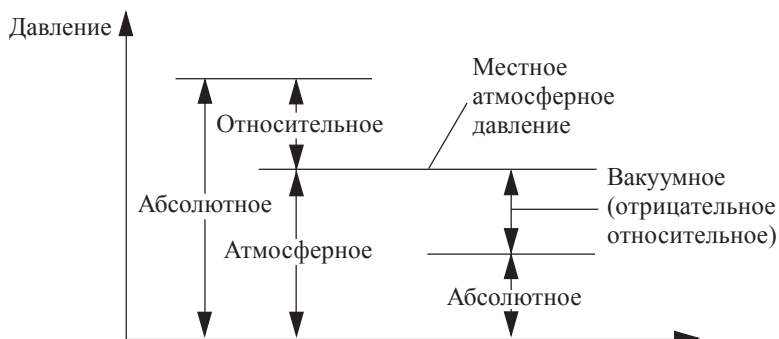 Давление
Местное
атмосферное
давление
Относительное
Вакуумное
(отрицательное
относительное)
Абсолютное
Атмосферное
Абсолютное